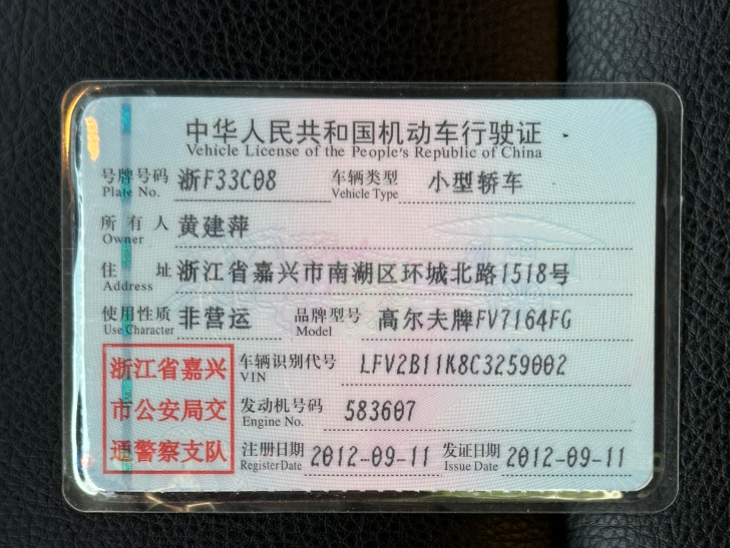 中华人民共和国机动车行驶证
Vehicle License of the People's Republic of China
号牌号码 Plate No. 浙F33C08 车辆类型 Vehicle Type 小型轿车
所有人 Owner 黄建萍
住址 Address 浙江省嘉兴市南湖区环城北路1518号
使用性质 Use Character 非营运 品牌型号 Model 高尔夫牌FV7164FG
浙江省嘉兴
市公安局交
通警察支队
车辆识别代号 VIN LFV2B11K8C3259002
发动机号码 Engine No. 583607
注册日期 Register Date 2012-09-11 发证日期 Issue Date 2012-09-11